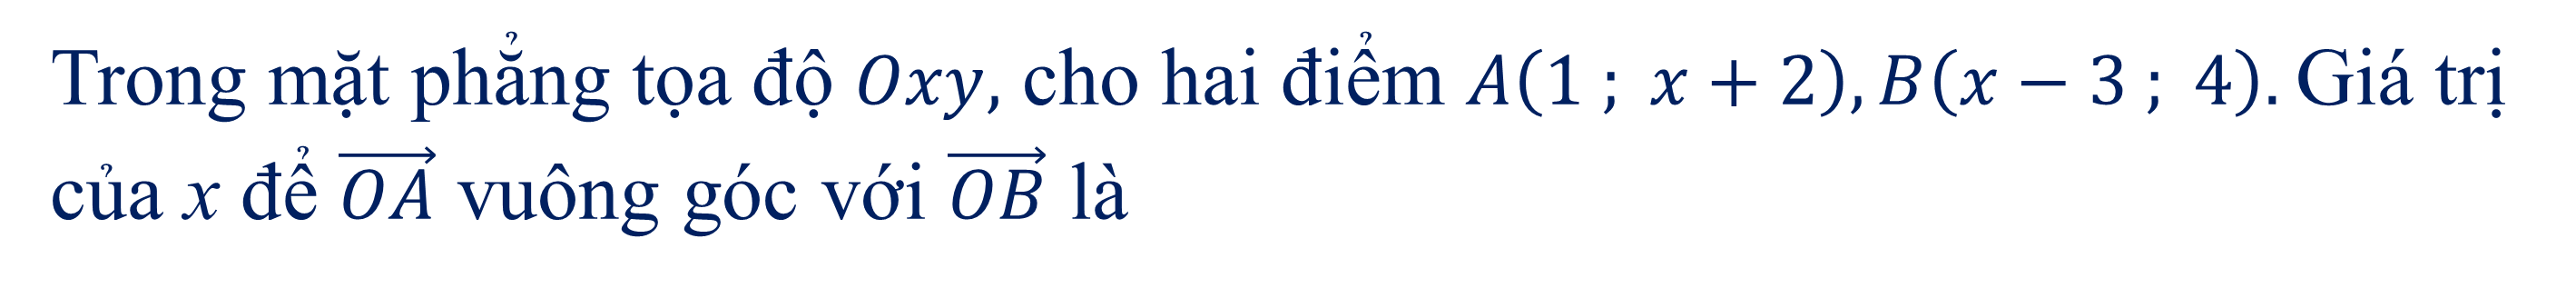 Trong mặt phẳng tọa độ Oxy, cho hai điểm A(1 ; x + 2), B(x − 3 ; 4). Giá trị
của x để \overrightarrow{OA} vuông góc với \overrightarrow{OB} là